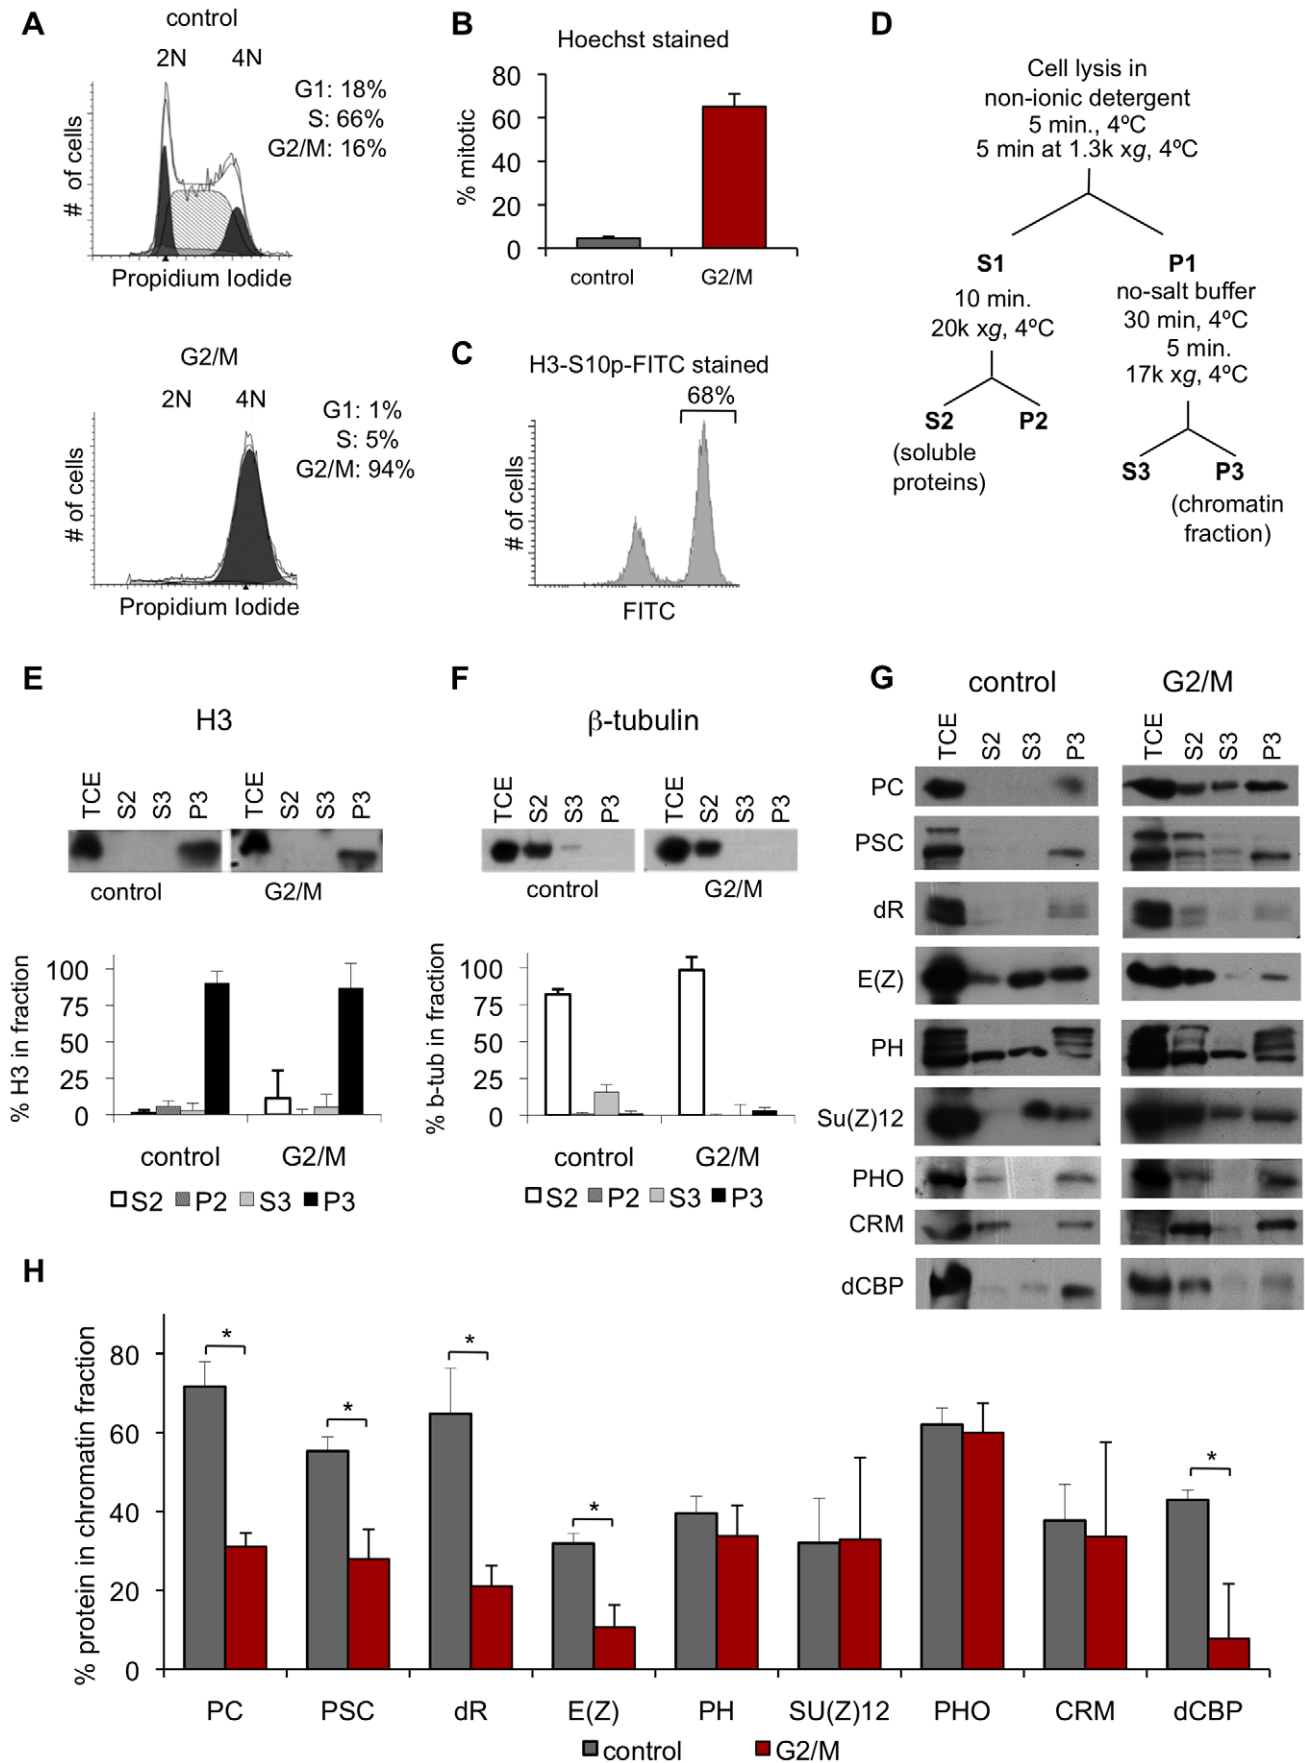 A
control
2N 4N
G1: 18%
S: 66%
G2/M: 16%
# of cells
Propidium Iodide
G2/M
2N 4N
G1: 1%
S: 5%
G2/M: 94%
# of cells
Propidium Iodide
B
Hoechst stained
% mitotic
80
60
40
20
0
control G2/M
C
H3-S10p-FITC stained
68%
# of cells
FITC
D
Cell lysis in
non-ionic detergent
5 min., 4ºC
5 min at 1.3k xg, 4ºC
S1
10 min.
20k xg, 4ºC
P1
no-salt buffer
30 min, 4ºC
5 min.
17k xg, 4ºC
S2 P2
(soluble
proteins)
S3 P3
(chromatin
fraction)
E
H3
TCE S2 S3 P3 TCE S2 S3 P3
control G2/M
% H3 in fraction
100
75
50
25
0
control G2/M
S2 P2 S3 P3
F
β-tubulin
TCE S2 S3 P3 TCE S2 S3 P3
control G2/M
% b-tub in fraction
100
75
50
25
0
control G2/M
S2 P2 S3 P3
G
control G2/M
TCE S2 S3 P3 TCE S2 S3 P3
PC
PSC
dR
E(Z)
PH
Su(Z)12
PHO
CRM
dCBP
H
% protein in chromatin fraction
80
60
40
20
0
* * * * *
PC PSC dR E(Z) PH SU(Z)12 PHO CRM dCBP
control G2/M